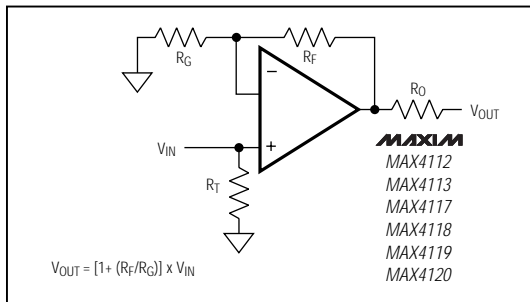 RG
RF
−
RO
VOUT
VIN
+
RT
MAXIM
MAX4112
MAX4113
MAX4117
MAX4118
MAX4119
MAX4120
VOUT = [1+ (RF/RG)] x VIN